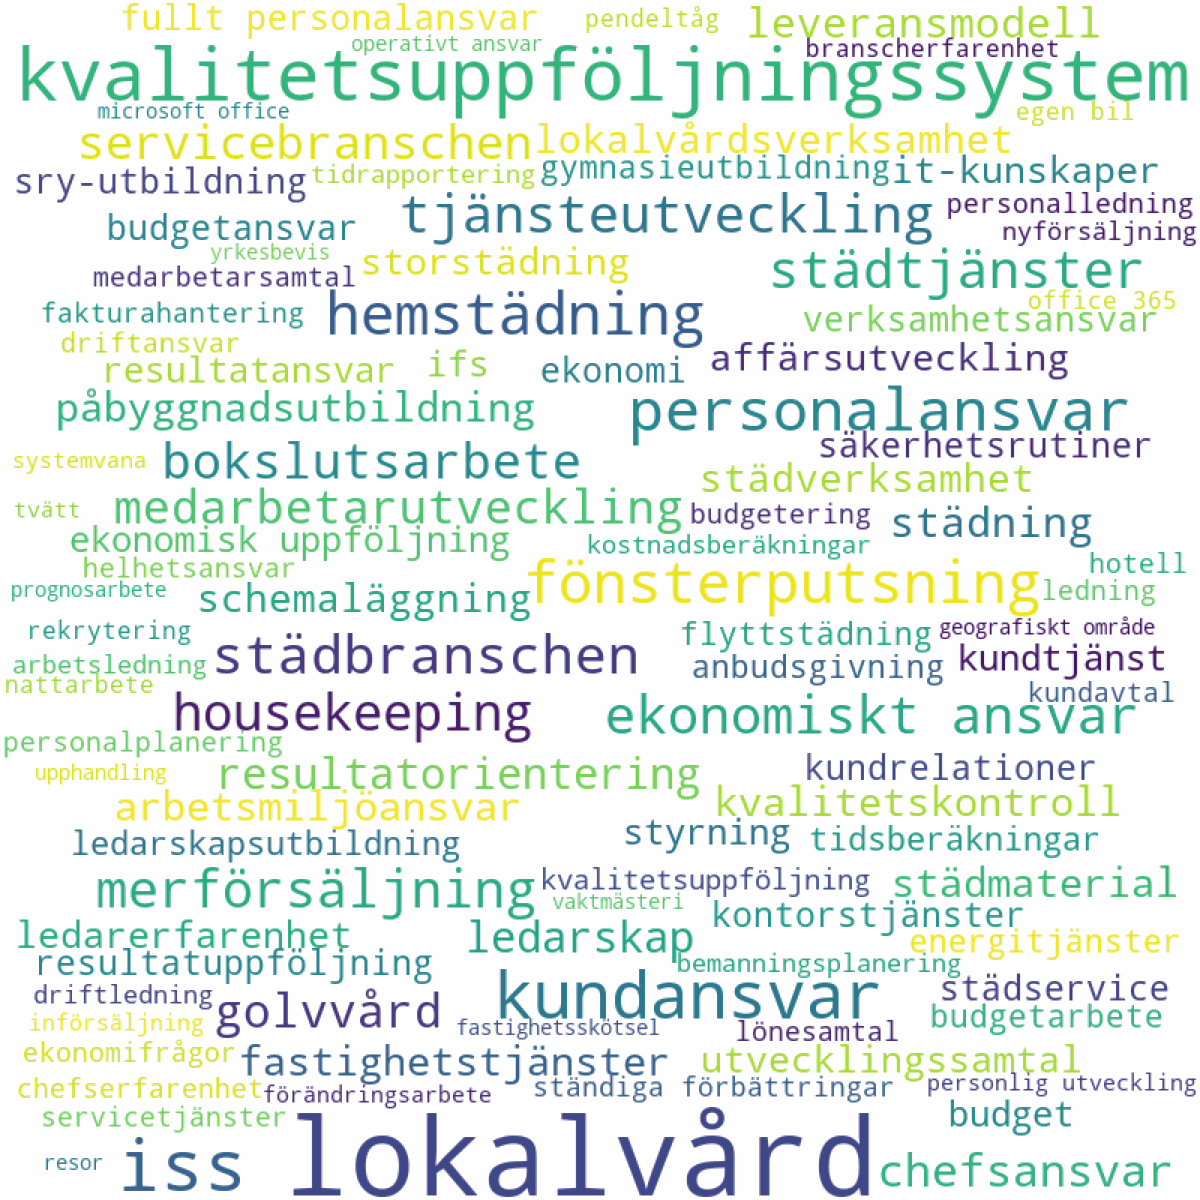 fullt personalansvar
pendeltåg
leveransmodell
operativt ansvar
branscherfarenhet
kvalitetsuppföljningssystem
microsoft office
egen bil
servicebranschen
lokalvårdsverksamhet
sry-utbildning
tidrapportering
gymnasieutbildning
it-kunskaper
budgetansvar
tjänsteutveckling
personalledning
nyförsäljning
yrkesbevis
medarbetarsamtal
storstädning
städtjänster
fakturahantering
hemstädning
office 365
verksamhetsansvar
driftansvar
resultatansvar
ifs
ekonomi
affärsutveckling
påbyggnadsutbildning
personalansvar
systemvana
bokslutsarbete
säkerhetsrutiner
städverksamhet
tvätt
medarbetarutveckling
budgetering
städning
ekonomisk uppföljning
kostnadsberäkningar
helhetsansvar
hotell
prognosarbete
schemaläggning
fönsterputsning
ledning
rekrytering
städbranschen
flyttstädning
geografiskt område
arbetsledning
anbudsgivning
kundtjänst
nattarbete
kundavtal
housekeeping
ekonomiskt ansvar
personalplanering
upphandling
resultatorientering
kundrelationer
arbetsmiljöansvar
kvalitetskontroll
ledarskapsutbildning
styrning
tidsberäkningar
merförsäljning
kvalitetsuppföljning
städmaterial
vaktmästeri
kontorstjänster
ledarerfarenhet
ledarskap
energitjänster
resultatuppföljning
bemanningsplanering
driftledning
golvvård
kundansvar
städservice
införsäljning
fastighetsskötsel
lönesamtal
budgetarbete
ekonomifrågor
fastighetstjänster
utvecklingssamtal
chefserfarenhet
förändringsarbete
ständiga förbättringar
personlig utveckling
servicetjänster
budget
resor
iss
lokalvård
chefsansvar